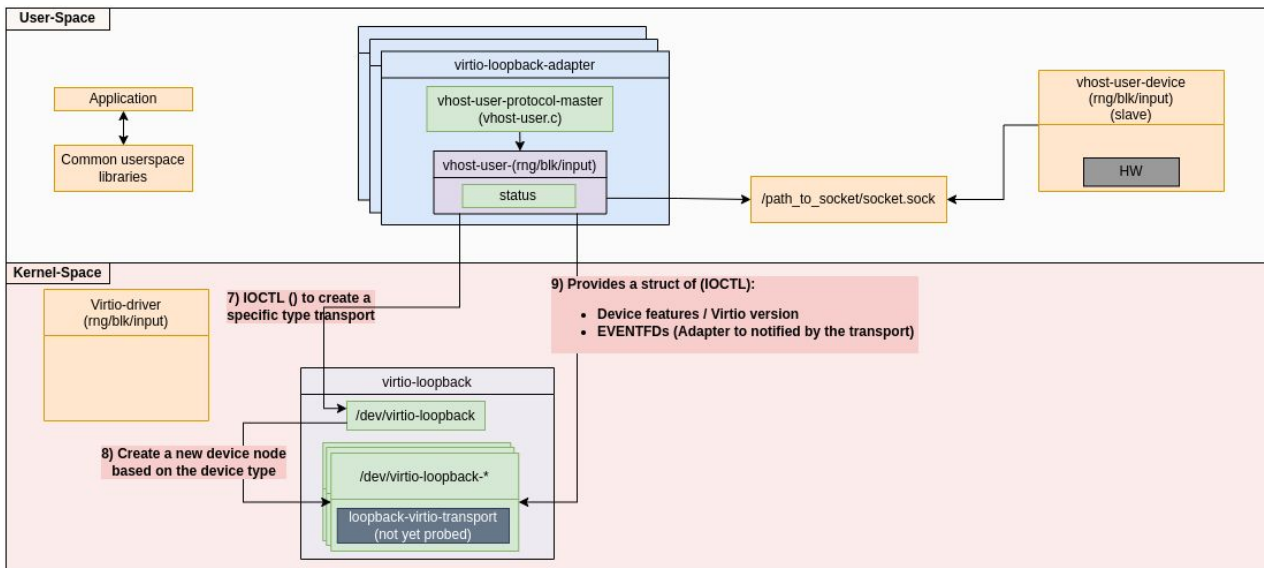 User-Space
virtio-loopback-adapter
vhost-user-protocol-master
(vhost-user.c)
vhost-user-(rng/blk/input)
status
Application
Common userspace
libraries
/path_to_socket/socket.sock
vhost-user-device
(rng/blk/input)
(slave)
HW
Kernel-Space
Virtio-driver
(rng/blk/input)
7) IOCTL () to create a
specific type transport
9) Provides a struct of (IOCTL):
• Device features / Virtio version
• EVENTFDs (Adapter to notified by the transport)
virtio-loopback
/dev/virtio-loopback
8) Create a new device node
based on the device type
/dev/virtio-loopback-*
loopback-virtio-transport
(not yet probed)